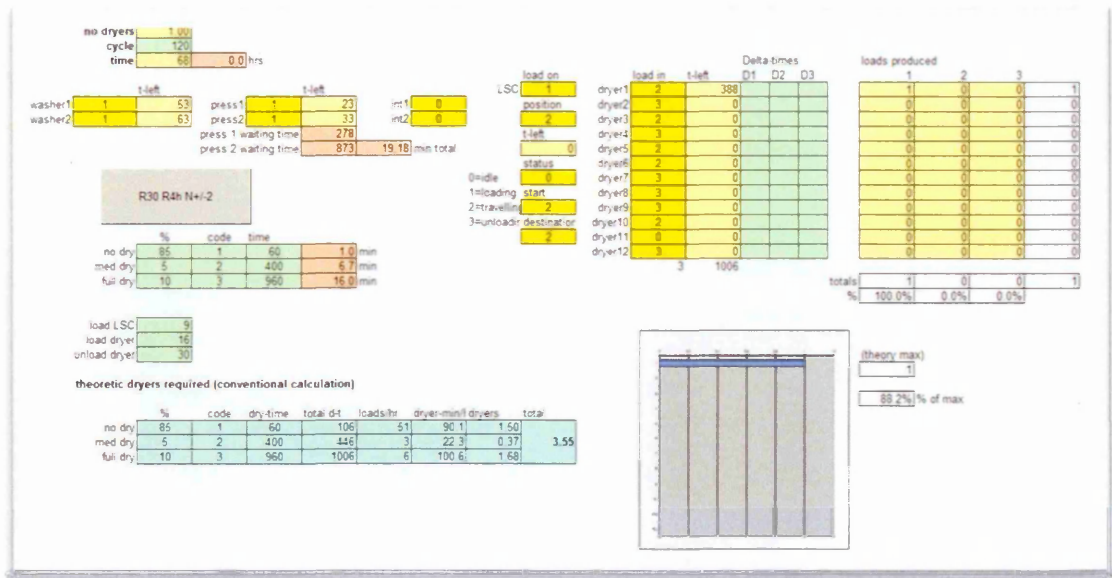 no dryers 1.00
cycle 120
time 68 0.0 hrs
t-left
washer1 1 53
washer2 1 63
t-left
press1 1 23
press2 1 33
press 1 waiting time 278
press 2 waiting time 873 19.18 min total
int1 0
int2 0
R30 R4h N+/-2
% code time
no dry 85 1 60 1.0 min
med dry 5 2 400 6.7 min
full dry 10 3 960 16.0 min
load LSC 9
load dryer 16
unload dryer 30
load on
LSC 1
position
2
t-left
0
status
0=idle 0
1=loading start
2=travelling 2
3=unloadir destination
2
load in t-left
dryer1 2 388
dryer2 3 0
dryer3 2 0
dryer4 3 0
dryer5 2 0
dryer6 2 0
dryer7 3 0
dryer8 3 0
dryer9 3 0
dryer10 2 0
dryer11 0 0
dryer12 3 0
3 1006
Delta-times
D1 D2 D3
loads produced
1 2 3
1 0 0 1
0 0 0 0
0 0 0 0
0 0 0 0
0 0 0 0
0 0 0 0
0 0 0 0
0 0 0 0
0 0 0 0
0 0 0 0
0 0 0 0
0 0 0 0
totals 1 0 0 1
% 100.0% 0.0% 0.0%
(theory max)
1
88.2% % of max
theoretic dryers required (conventional calculation)
% code dry-time total d-t loads/hr dryer-min/l dryers total
no dry 85 1 60 106 51 90.1 1.50
med dry 5 2 400 446 3 22.3 0.37 3.55
full dry 10 3 960 1006 6 100.6 1.68